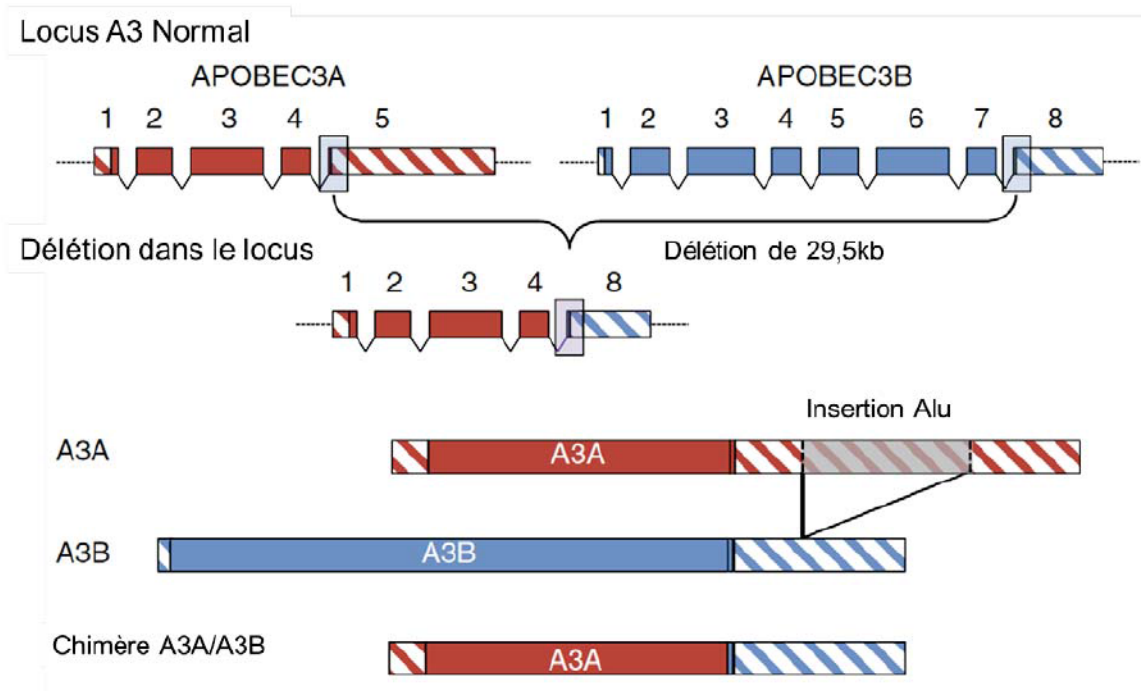 Locus A3 Normal
APOBEC3A APOBEC3B
1 2 3 4 5 1 2 3 4 5 6 7 8
Délétion dans le locus
Délétion de 29,5kb
1 2 3 4 8
Insertion Alu
A3A A3A
A3B A3B
Chimère A3A/A3B A3A